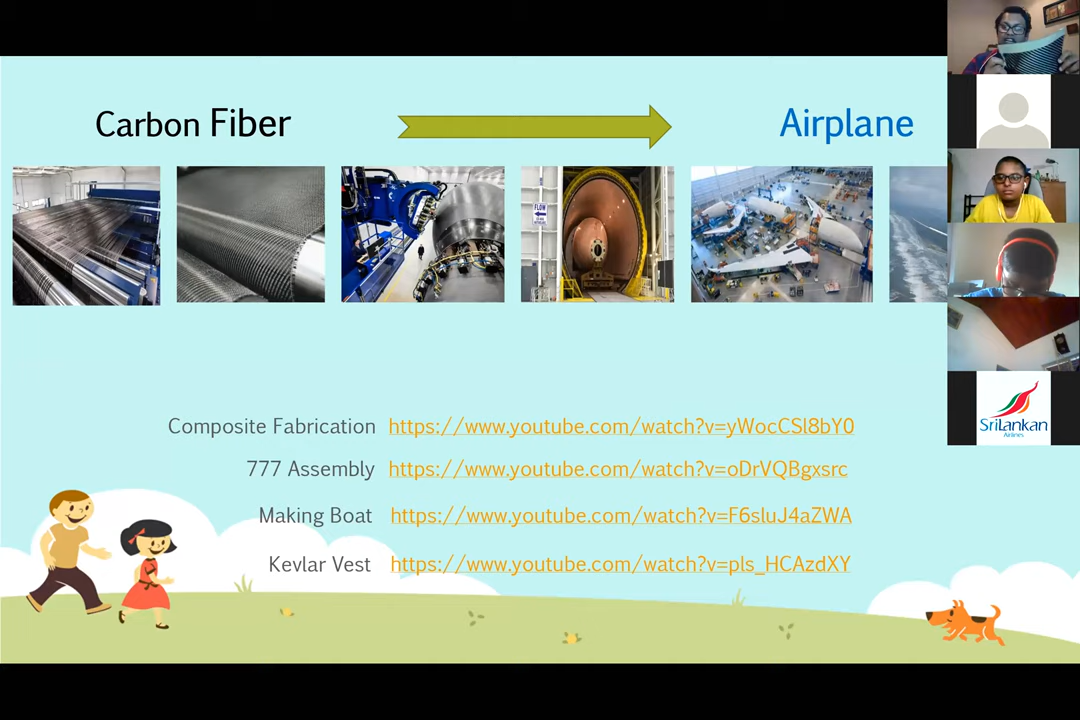 Carbon Fiber
Airplane
FLOW
Composite Fabrication https://www.youtube.com/watch?v=yWocCSl8bY0
777 Assembly https://www.youtube.com/watch?v=oDrVQBgxsrc
Making Boat https://www.youtube.com/watch?v=F6sluJ4aZWA
Kevlar Vest https://www.youtube.com/watch?v=pls_HCAzdXY
SriLankan
Airlines